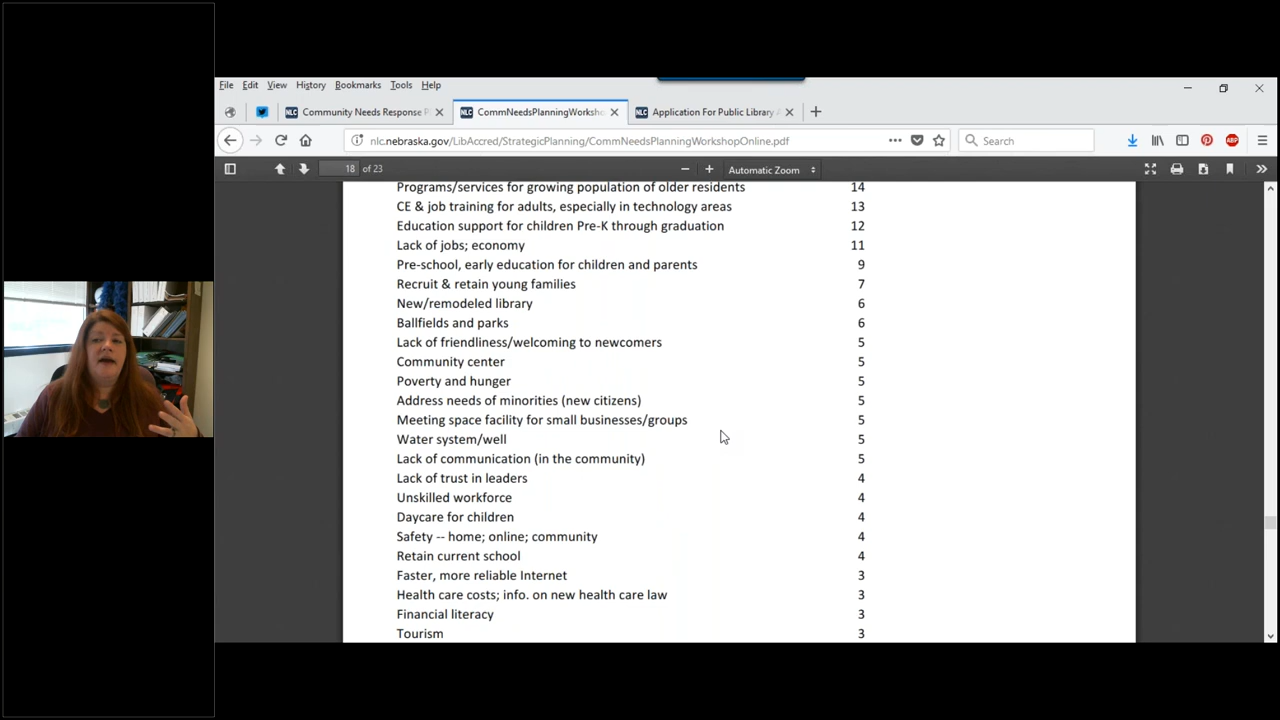 File Edit View History Bookmarks Tools Help
NLC Community Needs Response P
NLC CommNeedsPlanningWorksho
NLC Application For Public Library A
nlc.nebraska.gov/LibAccred/StrategicPlanning/CommNeedsPlanningWorkshopOnline.pdf
Search
ABP
18 of 23
Automatic Zoom
Programs/services for growing population of older residents 14
CE & job training for adults, especially in technology areas 13
Education support for children Pre-K through graduation 12
Lack of jobs; economy 11
Pre-school, early education for children and parents 9
Recruit & retain young families 7
New/remodeled library 6
Ballfields and parks 6
Lack of friendliness/welcoming to newcomers 5
Community center 5
Poverty and hunger 5
Address needs of minorities (new citizens) 5
Meeting space facility for small businesses/groups 5
Water system/well 5
Lack of communication (in the community) 5
Lack of trust in leaders 4
Unskilled workforce 4
Daycare for children 4
Safety -- home; online; community 4
Retain current school 4
Faster, more reliable Internet 3
Health care costs; info. on new health care law 3
Financial literacy 3
Tourism 3